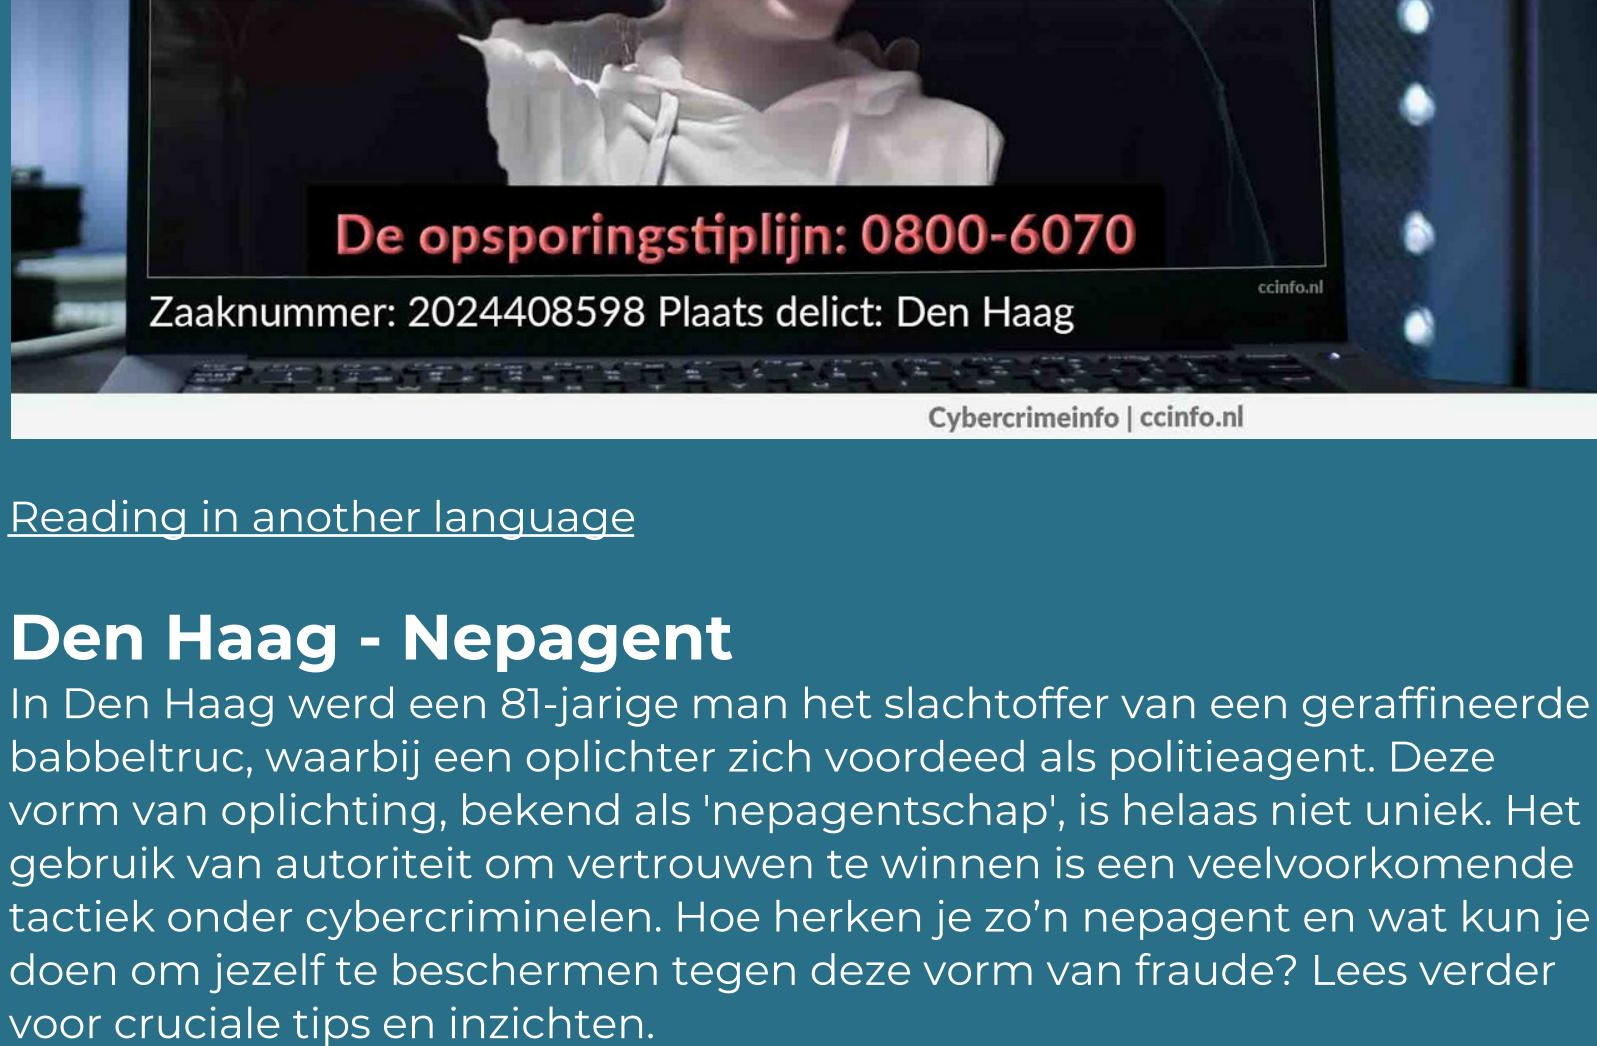 De opsporingstiplijn: 0800-6070
ccinfo.nl
Zaaknummer: 2024408598 Plaats delict: Den Haag
Cybercrimeinfo | ccinfo.nl
Reading in another language
Den Haag - Nepagent
In Den Haag werd een 81-jarige man het slachtoffer van een geraffineerde
babbeltruc, waarbij een oplichter zich voordeed als politieagent. Deze
vorm van oplichting, bekend als 'nepagentschap', is helaas niet uniek. Het
gebruik van autoriteit om vertrouwen te winnen is een veelvoorkomende
tactiek onder cybercriminelen. Hoe herken je zo’n nepagent en wat kun je
doen om jezelf te beschermen tegen deze vorm van fraude? Lees verder
voor cruciale tips en inzichten.